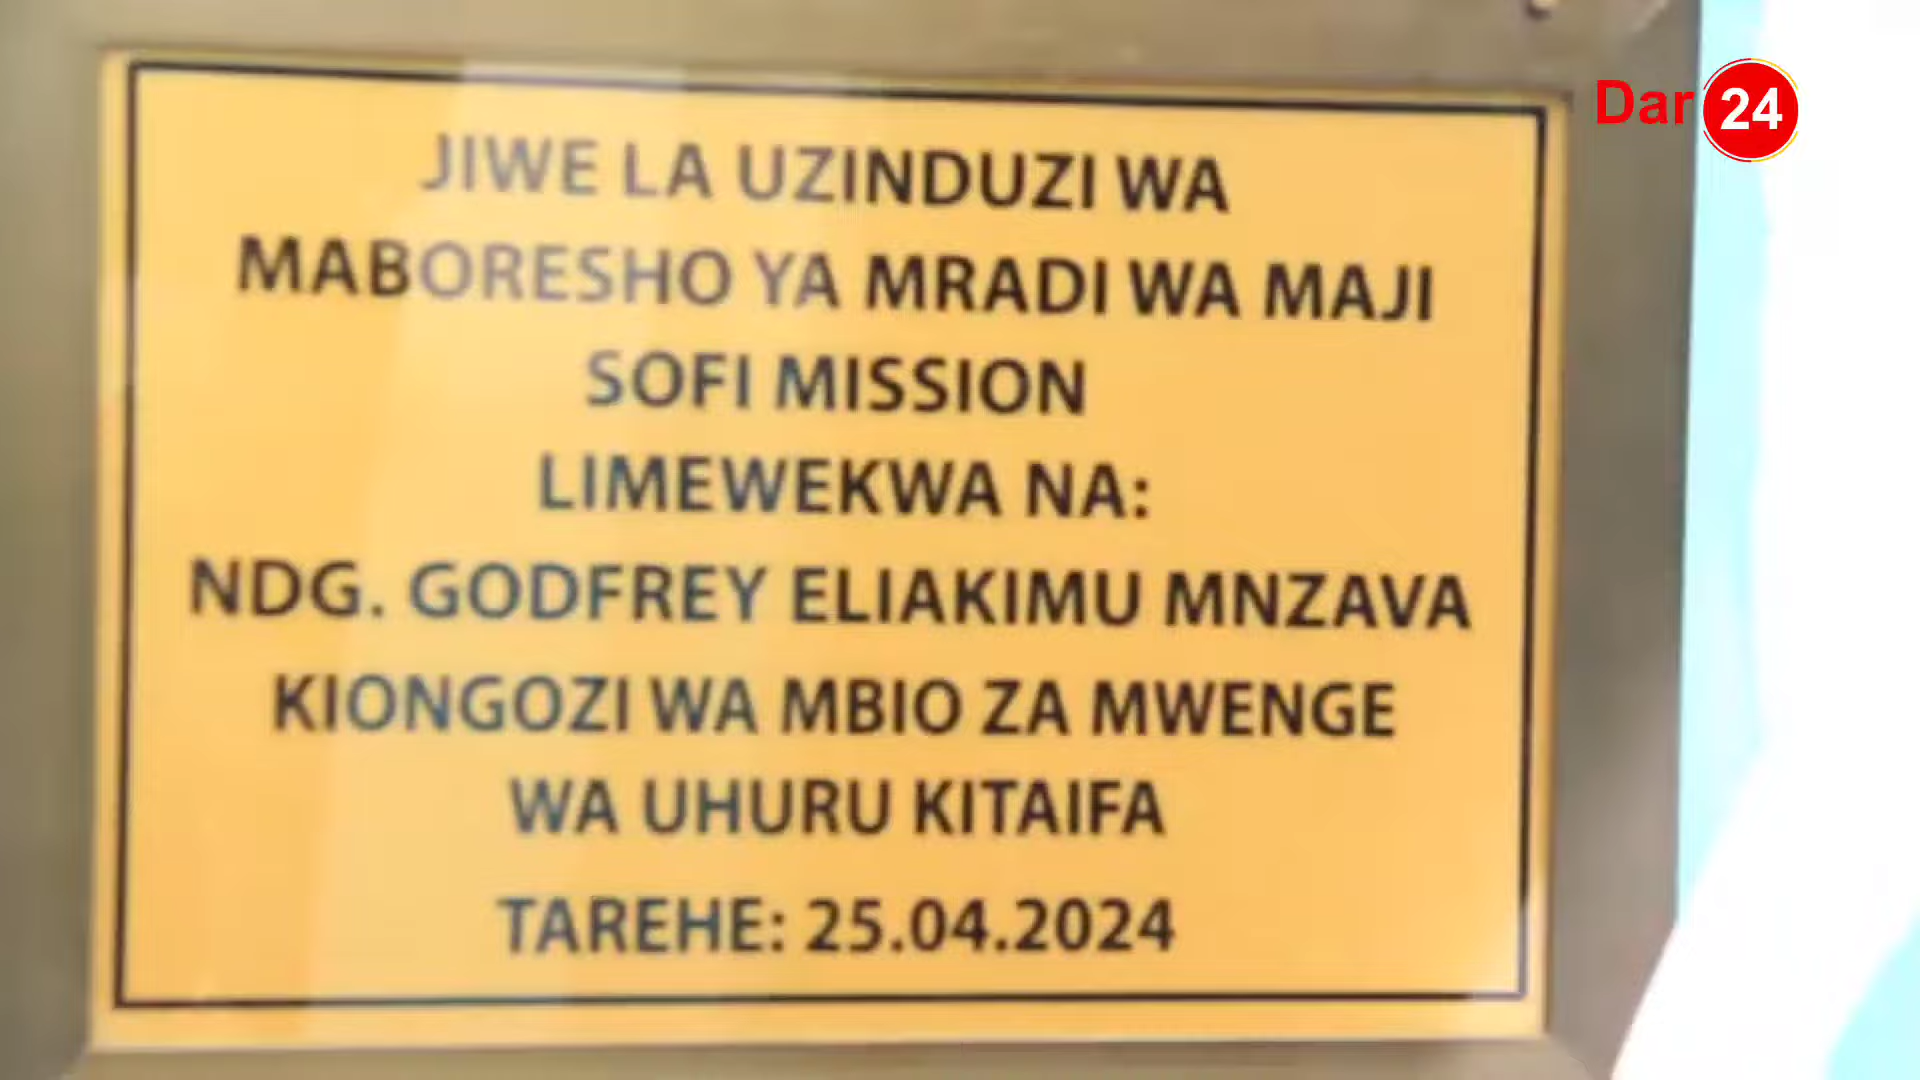 JIWE LA UZINDUZI WA
MABORESHO YA MRADI WA MAJI
SOFI MISSION
LIMEWEKWA NA:
NDG. GODFREY ELIAKIMU MNZAVA
KIONGOZI WA MBIO ZA MWENGE
WA UHURU KITAIFA
TAREHE: 25.04.2024
Dar 24